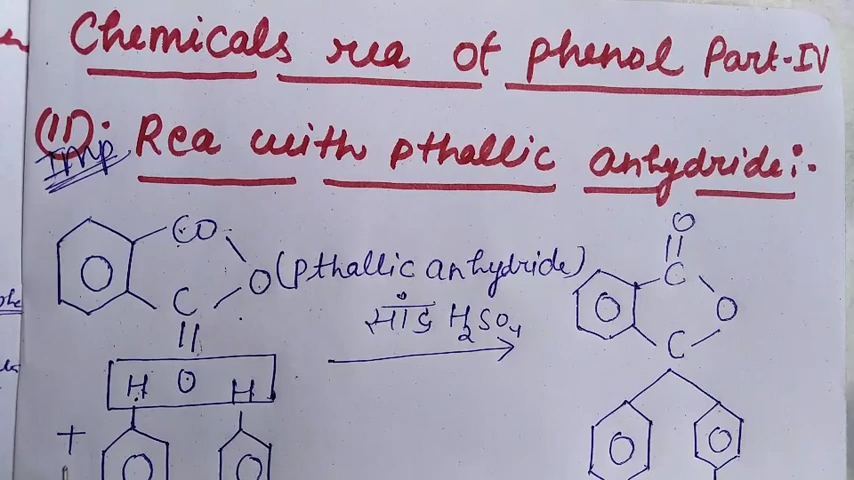 Chemicals rea of phenol Part-IV
(11):- Rea with pthallic anhydride:-
Imp
CO
O (pthallic anhydride)
C
सांद्र H2SO4
O
H O H
+
O
C
O
C